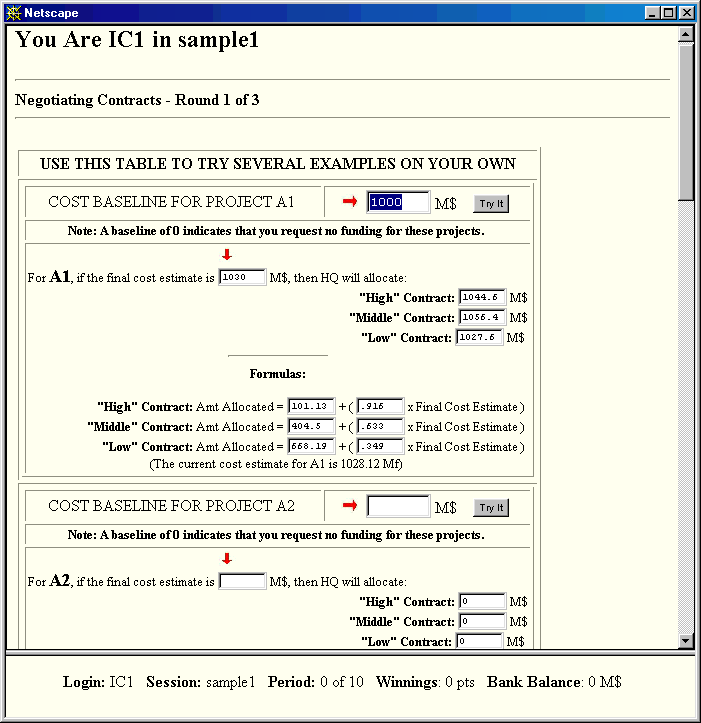 Netscape
You Are IC1 in sample1
Negotiating Contracts - Round 1 of 3
USE THIS TABLE TO TRY SEVERAL EXAMPLES ON YOUR OWN
COST BASELINE FOR PROJECT A1 1000 M$ Try It
Note: A baseline of 0 indicates that you request no funding for these projects.
For A1, if the final cost estimate is 1030 M$, then HQ will allocate:
"High" Contract: 1044.6 M$
"Middle" Contract: 1056.4 M$
"Low" Contract: 1027.6 M$
Formulas:
"High" Contract: Amt Allocated = 101.13 + ( .916 x Final Cost Estimate )
"Middle" Contract: Amt Allocated = 404.5 + ( .633 x Final Cost Estimate )
"Low" Contract: Amt Allocated = 668.19 + ( .349 x Final Cost Estimate )
(The current cost estimate for A1 is 1028.12 Mf)
COST BASELINE FOR PROJECT A2 M$ Try It
Note: A baseline of 0 indicates that you request no funding for these projects.
For A2, if the final cost estimate is M$, then HQ will allocate:
"High" Contract: 0 M$
"Middle" Contract: 0 M$
"Low" Contract: 0 M$
Login: IC1 Session: sample1 Period: 0 of 10 Winnings: 0 pts Bank Balance: 0 M$